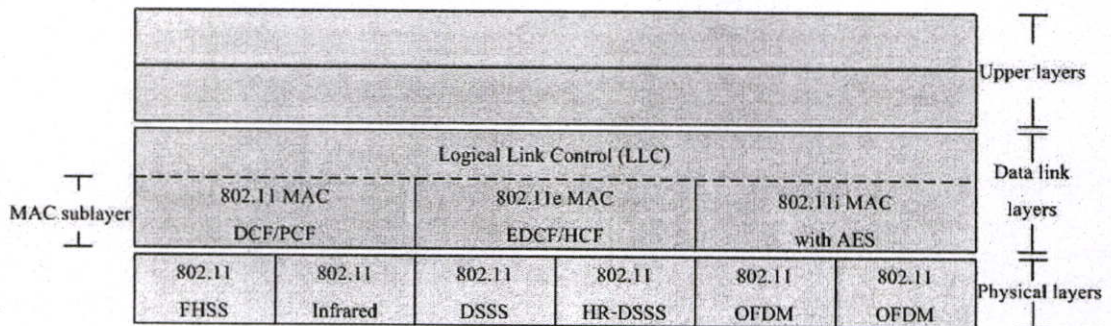 Upper layers
Logical Link Control (LLC)
Data link
layers
MAC sublayer
802.11 MAC
DCF/PCF
802.11e MAC
EDCF/HCF
802.11i MAC
with AES
802.11
FHSS
802.11
Infrared
802.11
DSSS
802.11
HR-DSSS
802.11
OFDM
802.11
OFDM
Physical layers